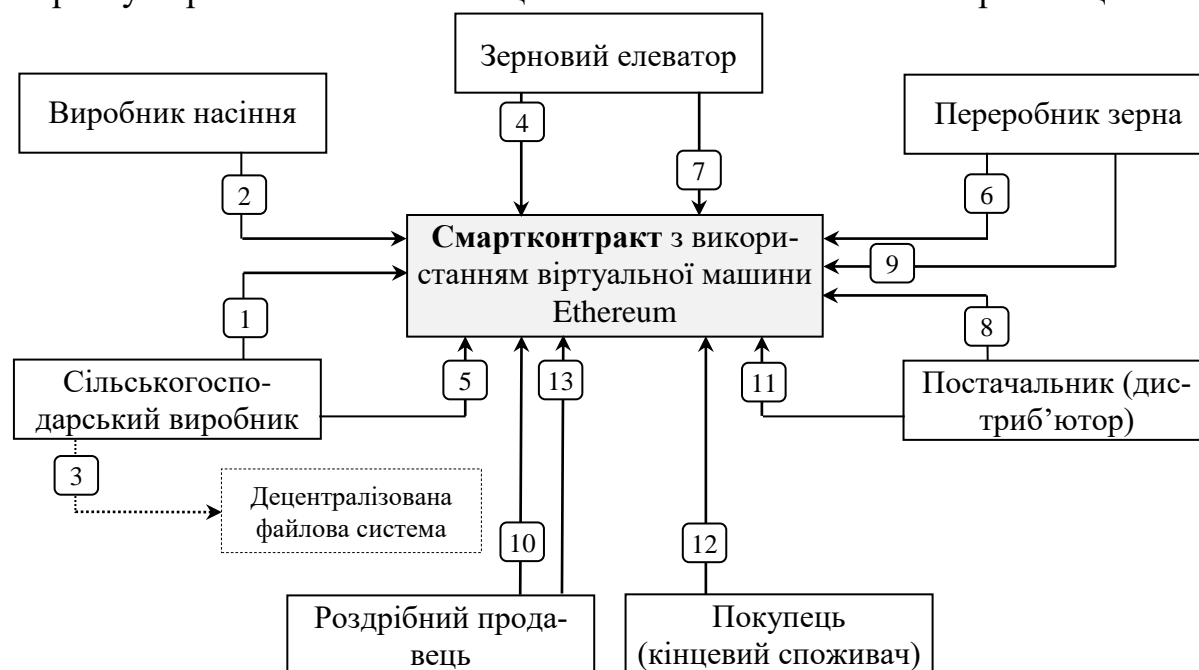 Зерновий елеватор
Виробник насіння
Переробник зерна
4
7
2
6
Смартконтракт з викори-
станням віртуальної машини
Ethereum
9
1
8
5
13
11
Сільськогоспо-
дарський виробник
Постачальник (дис-
триб’ютор)
3
Децентралізована
файлова система
10
12
Роздрібний прода-
вець
Покупець
(кінцевий споживач)